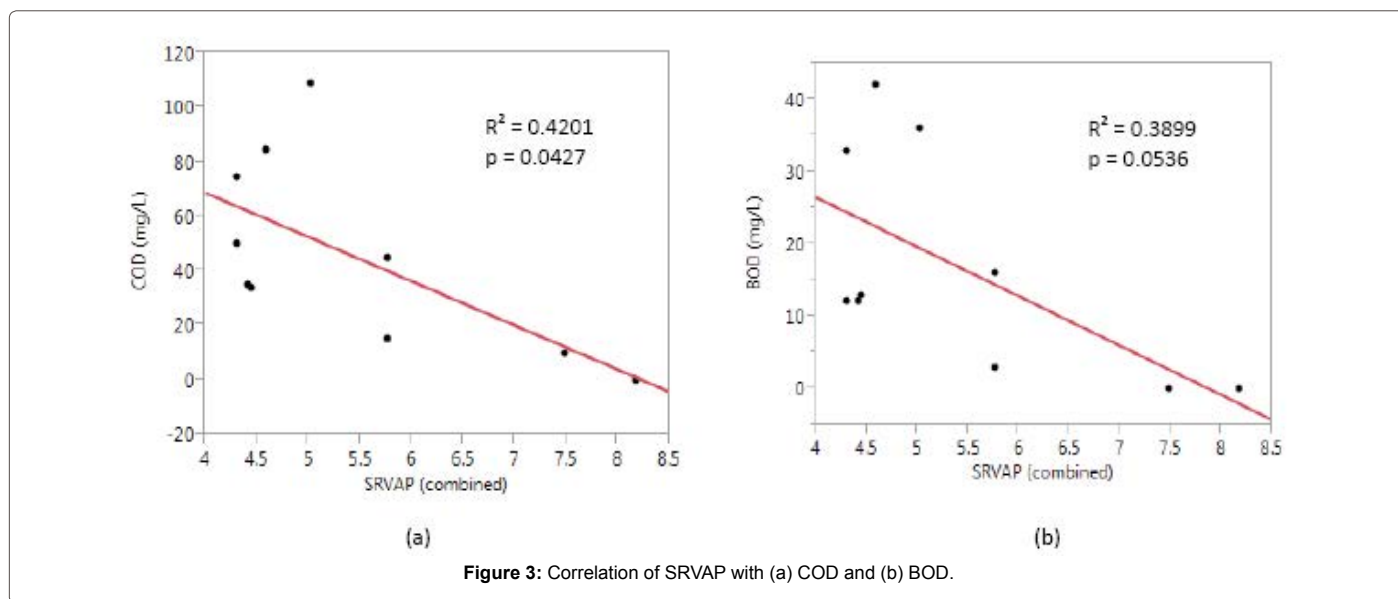 120
100
80
60
40
20
0
-20
COD (mg/L)
R² = 0.4201
p = 0.0427
4 4.5 5 5.5 6 6.5 7 7.5 8 8.5
SRVAP (combined)
(a)
40
30
20
10
0
BOD (mg/L)
R² = 0.3899
p = 0.0536
4 4.5 5 5.5 6 6.5 7 7.5 8 8.5
SRVAP (combined)
(b)
Figure 3: Correlation of SRVAP with (a) COD and (b) BOD.